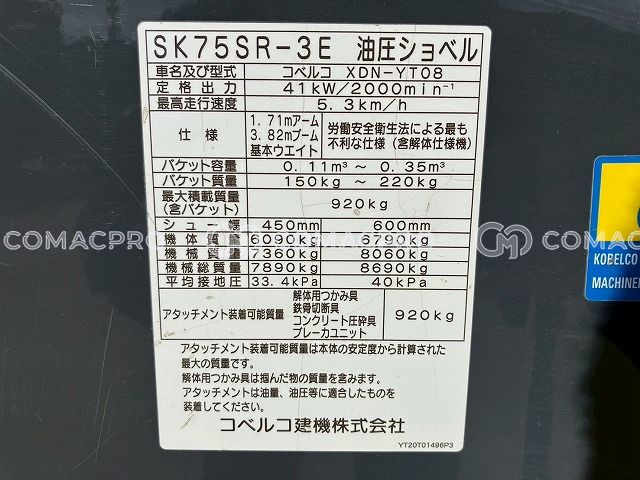 SK75SR-3E 油圧ショベル
車名及び型式 コベルコ XDN-YT08
定格出力 41kW/2000min⁻¹
最高走行速度 5.3km/h
仕様 1.71mアーム 3.82mブーム 基本ウエイト 労働安全衛生法による最も不利な仕様(含解体仕様機)
バケット容量 0.11m³ ~ 0.35m³
バケット質量 150kg ~ 220kg
最大積載質量(含バケット) 920kg
シュー幅 450mm 600mm
機体質量 6090kg 6790kg
機械質量 7360kg 8060kg
機械総質量 7890kg 8690kg
平均接地圧 33.4kPa 40kPa
アタッチメント装着可能質量 解体用つかみ具 鉄骨切断具 コンクリート圧砕具 ブレーカユニット 920kg
アタッチメント装着可能質量は本体の安定度から計算された
最大の質量です。
解体用つかみ具は掴んだ物の質量を含みます。
アタッチメントは油量、油圧等に適合したものを
装着してください。
コベルコ建機株式会社
YT20T01496P3
KOBELCO
MACHINER
COMACPRO
COMACPRO